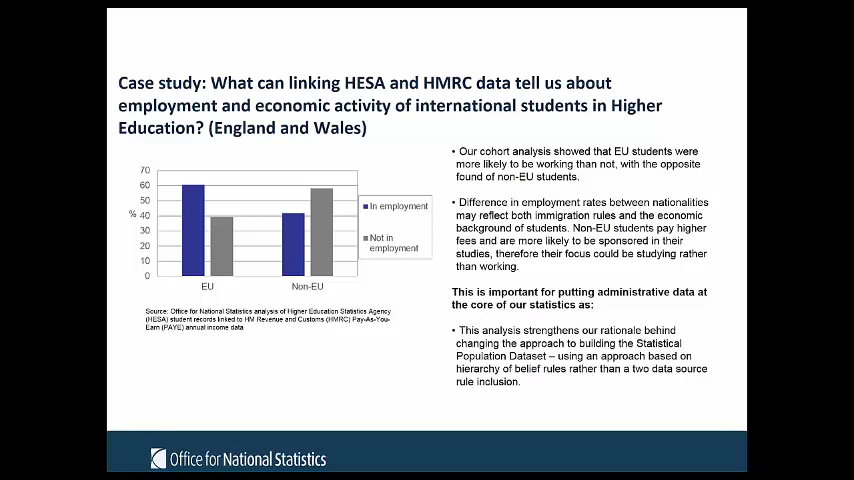 Case study: What can linking HESA and HMRC data tell us about
employment and economic activity of international students in Higher
Education? (England and Wales)
70
60
50
% 40
30
20
10
0
EU
Non-EU
In employment
Not in
employment
Source: Office for National Statistics analysis of Higher Education Statistics Agency
(HESA) student records linked to HM Revenue and Customs (HMRC) Pay-As-You-
Earn (PAYE) annual income data
• Our cohort analysis showed that EU students were
more likely to be working than not, with the opposite
found of non-EU students.
• Difference in employment rates between nationalities
may reflect both immigration rules and the economic
background of students. Non-EU students pay higher
fees and are more likely to be sponsored in their
studies, therefore their focus could be studying rather
than working.
This is important for putting administrative data at
the core of our statistics as:
• This analysis strengthens our rationale behind
changing the approach to building the Statistical
Population Dataset – using an approach based on
hierarchy of belief rules rather than a two data source
rule inclusion.
Office for National Statistics